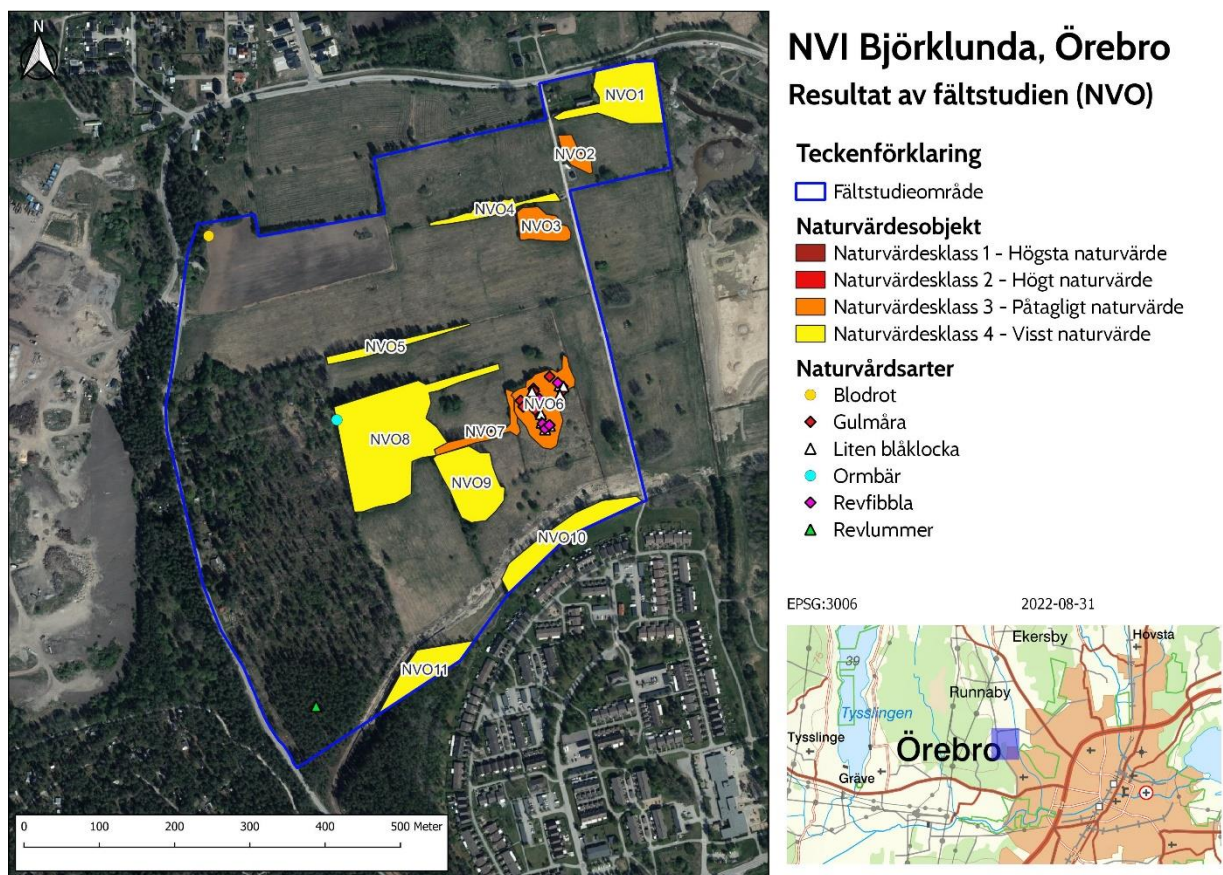 NVI Björklunda, Örebro
Resultat av fältstudien (NVO)
Teckenförklaring
Fältstudieområde
Naturvärdesobjekt
Naturvärdesklass 1 - Högsta naturvärde
Naturvärdesklass 2 - Högt naturvärde
Naturvärdesklass 3 - Påtagligt naturvärde
Naturvärdesklass 4 - Visst naturvärde
Naturvårdsarter
Blodrot
Gulmåra
Liten blåklocka
Ormbär
Revfibbla
Revlummer
EPSG:3006
2022-08-31
N
NVO1
NVO2
NVO4
NVO3
NVO5
NVO6
NVO7
NVO8
NVO9
NVO10
NVO11
0 100 200 300 400 500 Meter
Ekersby
Hovsta
39
Runnaby
Tysslingen
Tysslinge
Örebro
Gräve